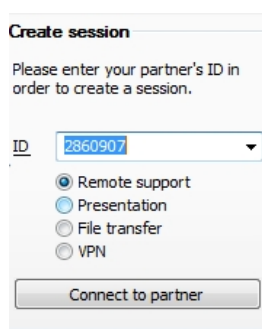 Create session
Please enter your partner's ID in
order to create a session.
ID 2860907
Remote support
Presentation
File transfer
VPN
Connect to partner